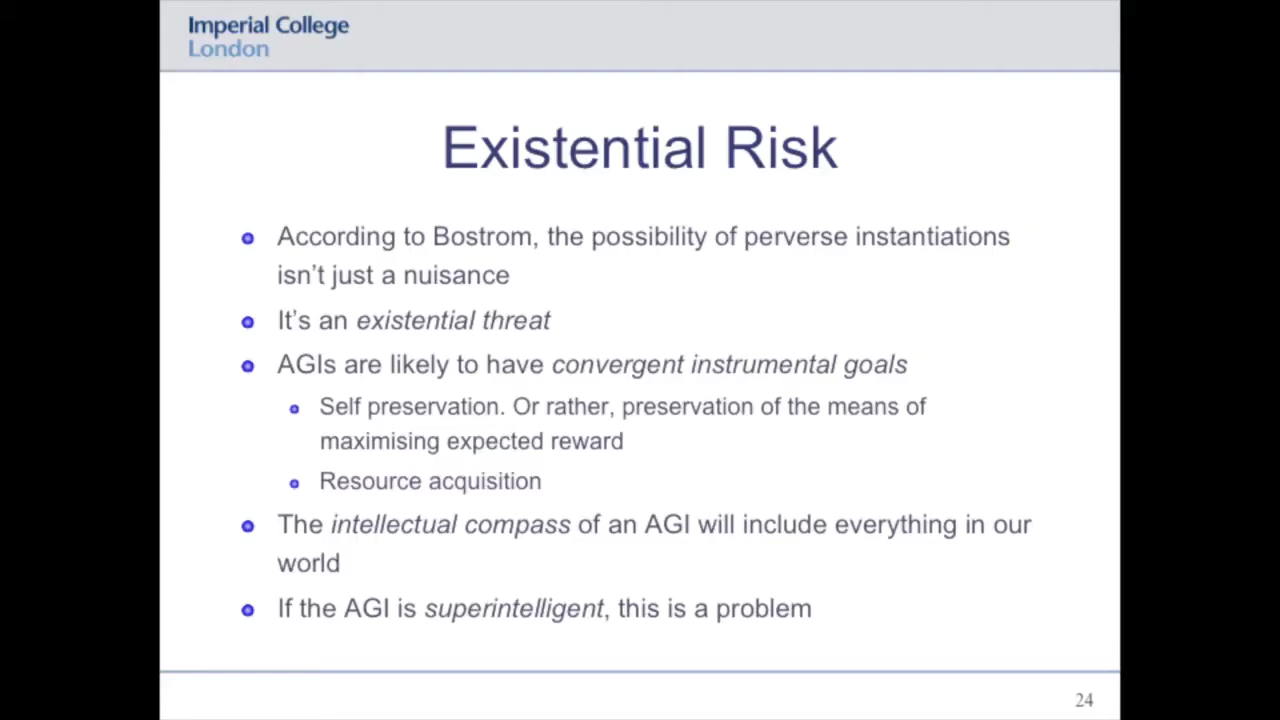 Imperial College
London
Existential Risk
According to Bostrom, the possibility of perverse instantiations
isn’t just a nuisance
It’s an existential threat
AGIs are likely to have convergent instrumental goals
Self preservation. Or rather, preservation of the means of
maximising expected reward
Resource acquisition
The intellectual compass of an AGI will include everything in our
world
If the AGI is superintelligent, this is a problem
24